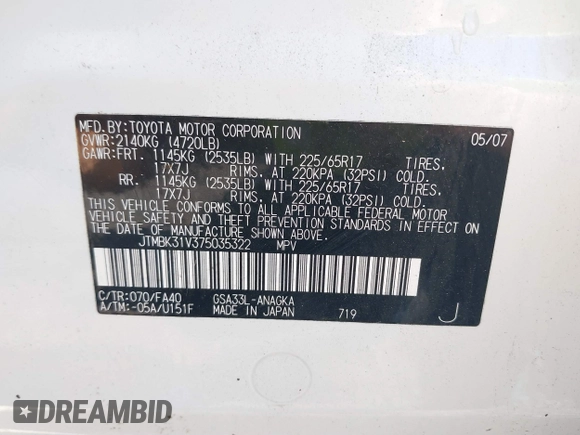 MFD.BY:TOYOTA MOTOR CORPORATION 05/07
GVWR:2140KG (4720LB)
GAWR:FRT. 1145KG (2535LB) WITH 225/65R17 TIRES,
17X7J RIMS, AT 220KPA (32PSI) COLD.
RR. 1145KG (2535LB) WITH 225/65R17 TIRES,
17X7J RIMS, AT 220KPA (32PSI) COLD.
THIS VEHICLE CONFORMS TO ALL APPLICABLE FEDERAL MOTOR
VEHICLE SAFETY AND THEFT PREVENTION STANDARDS IN EFFECT ON
THE DATE OF MANUFACTURE SHOWN ABOVE.
JTMBK31V375035322 MPV
C/TR:070/FA40 GSA33L-ANAGKA
A/TM:-05A/U151F MADE IN JAPAN 719 J
DREAMBID